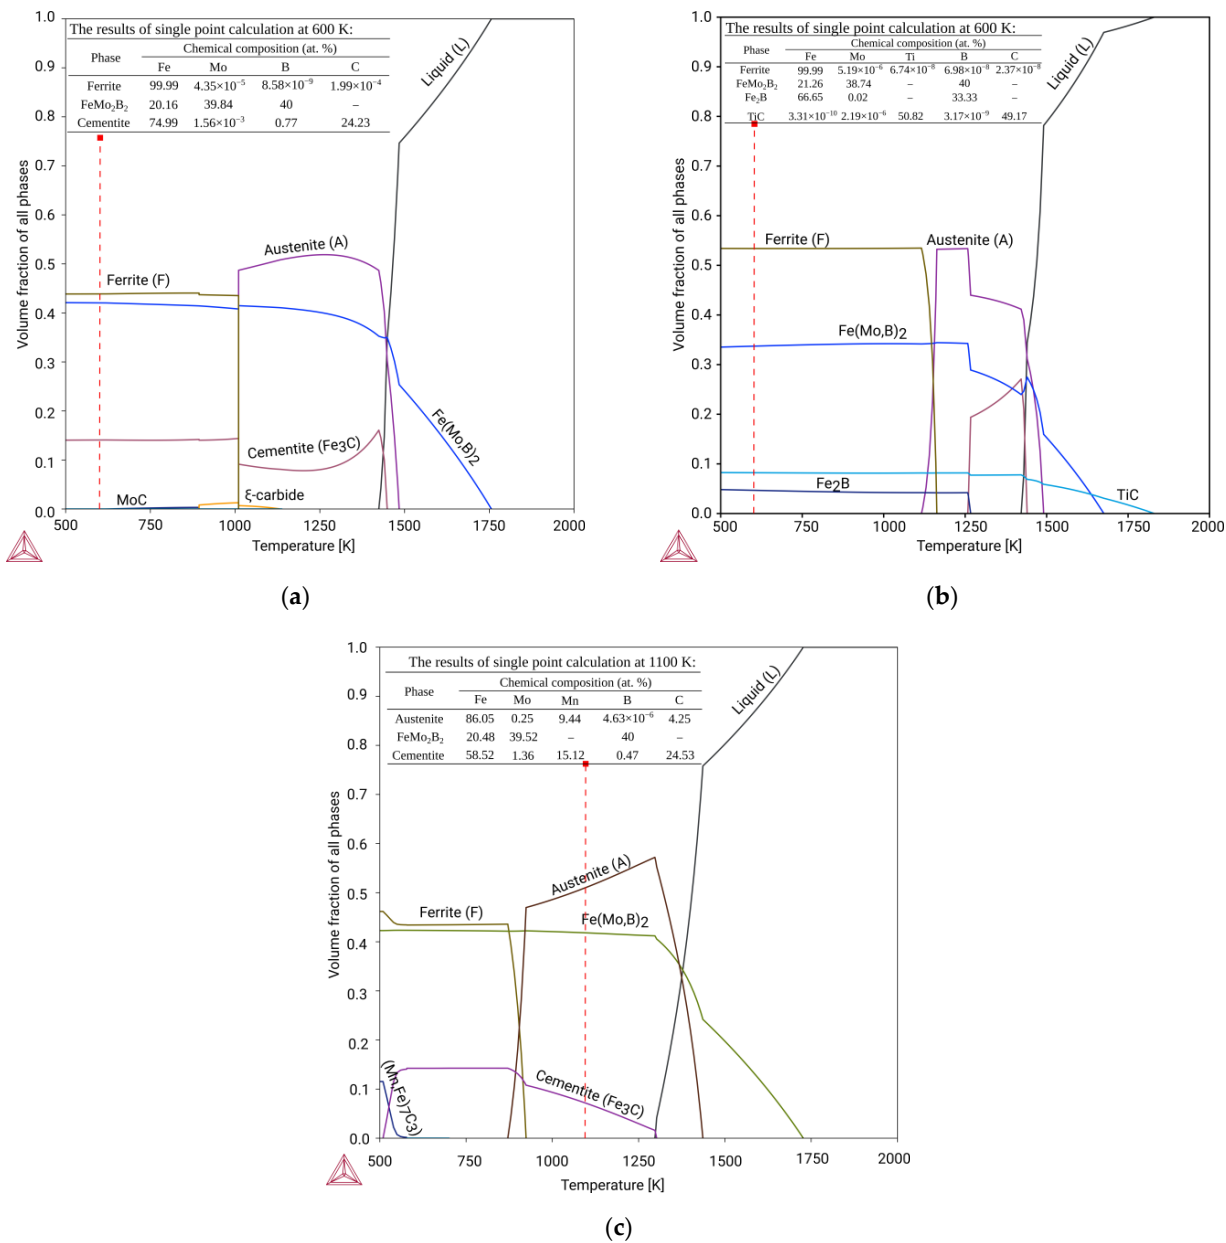 The results of single point calculation at 600 K:
Phase
Chemical composition (at. %)
Fe Mo B C
Ferrite 99.99 4.35×10⁻⁵ 8.58×10⁻⁹ 1.99×10⁻⁴
FeMo₂B₂ 20.16 39.84 40 –
Cementite 74.99 1.56×10⁻³ 0.77 24.23
Volume fraction of all phases
1.0
0.9
0.8
0.7
0.6
0.5
0.4
0.3
0.2
0.1
0.0
Liquid (L)
Austenite (A)
Ferrite (F)
Fe(Mo,B)2
Cementite (Fe3C)
MoC
ξ-carbide
500 750 1000 1250 1500 1750 2000
Temperature [K]
(a)
The results of single point calculation at 600 K:
Phase
Chemical composition (at. %)
Fe Mo Ti B C
Ferrite 99.99 5.19×10⁻⁶ 6.74×10⁻⁸ 6.98×10⁻⁸ 2.37×10⁻⁸
FeMo₂B₂ 21.26 38.74 – 40 –
Fe₂B 66.65 0.02 – 33.33 –
TiC 3.31×10⁻¹⁰ 2.19×10⁻⁶ 50.82 3.17×10⁻⁹ 49.17
Volume fraction of all phases
1.0
0.9
0.8
0.7
0.6
0.5
0.4
0.3
0.2
0.1
0.0
Liquid (L)
Ferrite (F)
Austenite (A)
Fe(Mo,B)2
Fe2B
TiC
500 750 1000 1250 1500 1750 2000
Temperature [K]
(b)
The results of single point calculation at 1100 K:
Phase
Chemical composition (at. %)
Fe Mo Mn B C
Austenite 86.05 0.25 9.44 4.63×10⁻⁶ 4.25
FeMo₂B₂ 20.48 39.52 – 40 –
Cementite 58.52 1.36 15.12 0.47 24.53
Volume fraction of all phases
1.0
0.9
0.8
0.7
0.6
0.5
0.4
0.3
0.2
0.1
0.0
Liquid (L)
Austenite (A)
Ferrite (F)
Fe(Mo,B)2
Cementite (Fe3C)
(Mn,Fe)7C3)
500 750 1000 1250 1500 1750 2000
Temperature [K]
(c)